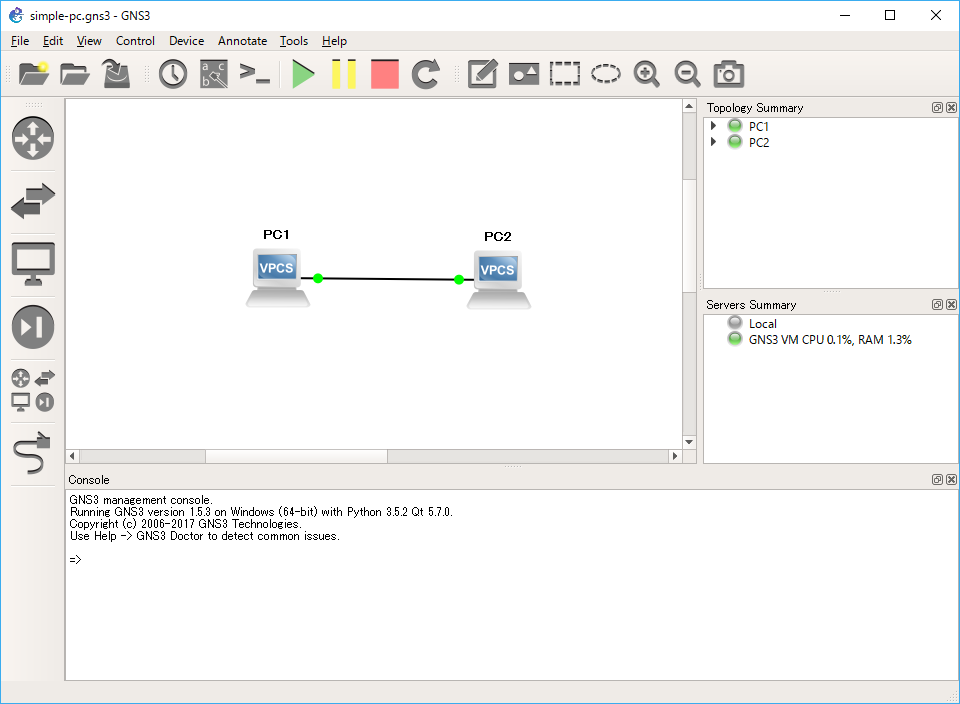 simple-pc.gns3 - GNS3
File Edit View Control Device Annotate Tools Help
a c
b
>_
Topology Summary
PC1
PC2
PC1
VPCS
PC2
VPCS
Servers Summary
Local
GNS3 VM CPU 0.1%, RAM 1.3%
Console
GNS3 management console.
Running GNS3 version 1.5.3 on Windows (64-bit) with Python 3.5.2 Qt 5.7.0.
Copyright (c) 2006-2017 GNS3 Technologies.
Use Help -> GNS3 Doctor to detect common issues.
=>